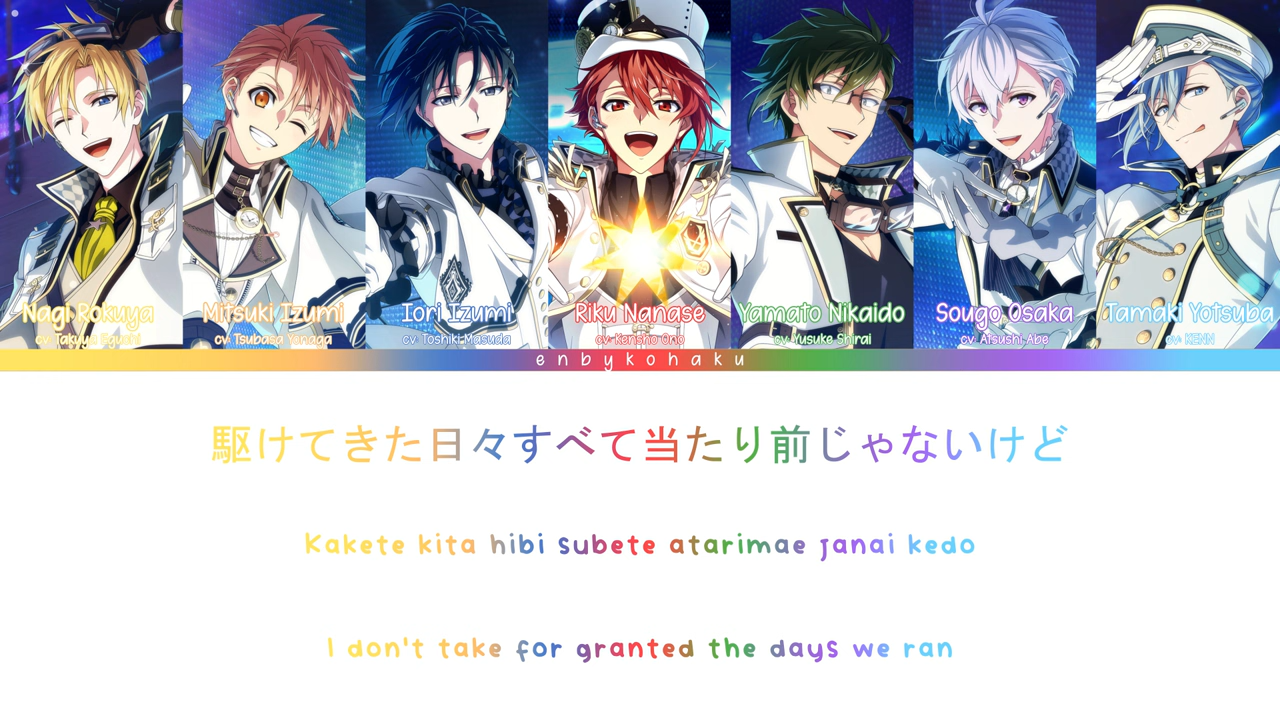 Nagi Rokuya Mitsuki Izumi Iori Izumi Riku Nanase Yamato Nikaido Sougo Osaka Tamaki Yotsuba
cv Takuya Eguchi cv Tsubasa Yonaga cv Toshiki Masuda cv Kensho Ono cv Yusuke Shirai cv Atsushi Abe cv KENN
enbykohaku
駆けてきた日々すべて当たり前じゃないけど
Kakete kita hibi subete atarimae janai kedo
I don't take for granted the days we ran